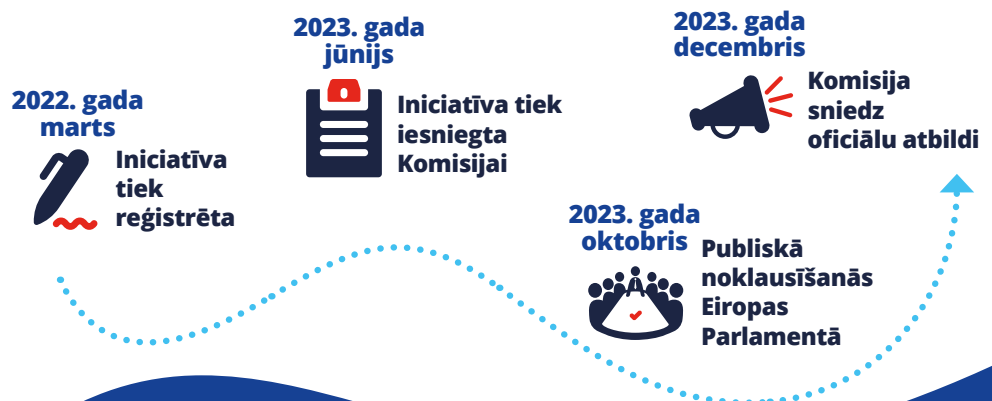 2022. gada
marts
Iniciatīva
tiek
reģistrēta
2023. gada
jūnijs
Iniciatīva tiek
iesniegta
Komisijai
2023. gada
oktobris
Publiskā
noklausīšanās
Eiropas
Parlamentā
2023. gada
decembris
Komisija
sniedz
oficiālu atbildi